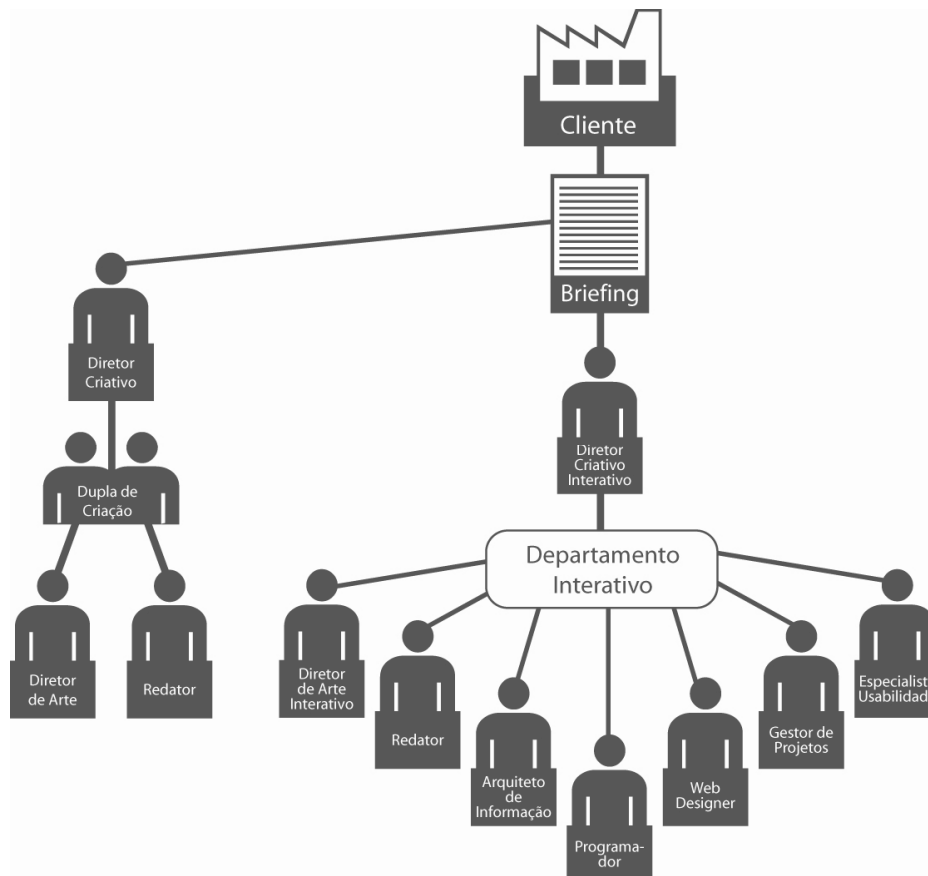 Cliente
Briefing
Diretor
Criativo
Dupla de
Criação
Diretor
de Arte
Redator
Diretor
Criativo
Interativo
Departamento
Interativo
Diretor
de Arte
Interativo
Redator
Arquiteto
de
Informação
Programa-
dor
Web
Designer
Gestor de
Projetos
Especialist
Usabilidad